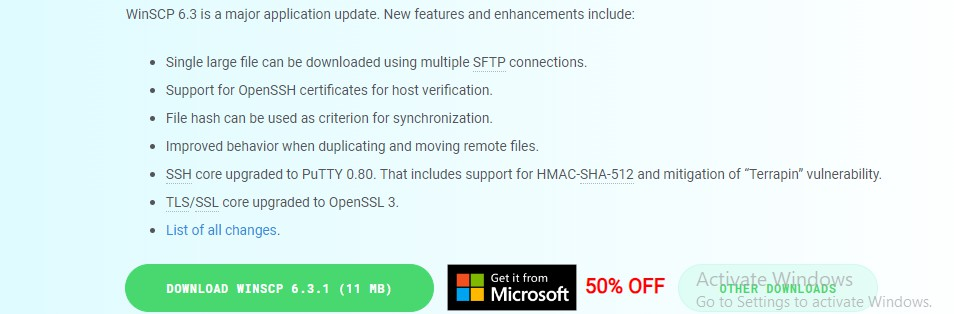 WinSCP 6.3 is a major application update. New features and enhancements include:
Single large file can be downloaded using multiple SFTP connections.
Support for OpenSSH certificates for host verification.
File hash can be used as criterion for synchronization.
Improved behavior when duplicating and moving remote files.
SSH core upgraded to PuTTY 0.80. That includes support for HMAC-SHA-512 and mitigation of “Terrapin” vulnerability.
TLS/SSL core upgraded to OpenSSL 3.
List of all changes.
DOWNLOAD WINSCP 6.3.1 (11 MB)
Get it from
Microsoft
50% OFF
OTHER DOWNLOADS
Activate Windows
Go to Settings to activate Windows.